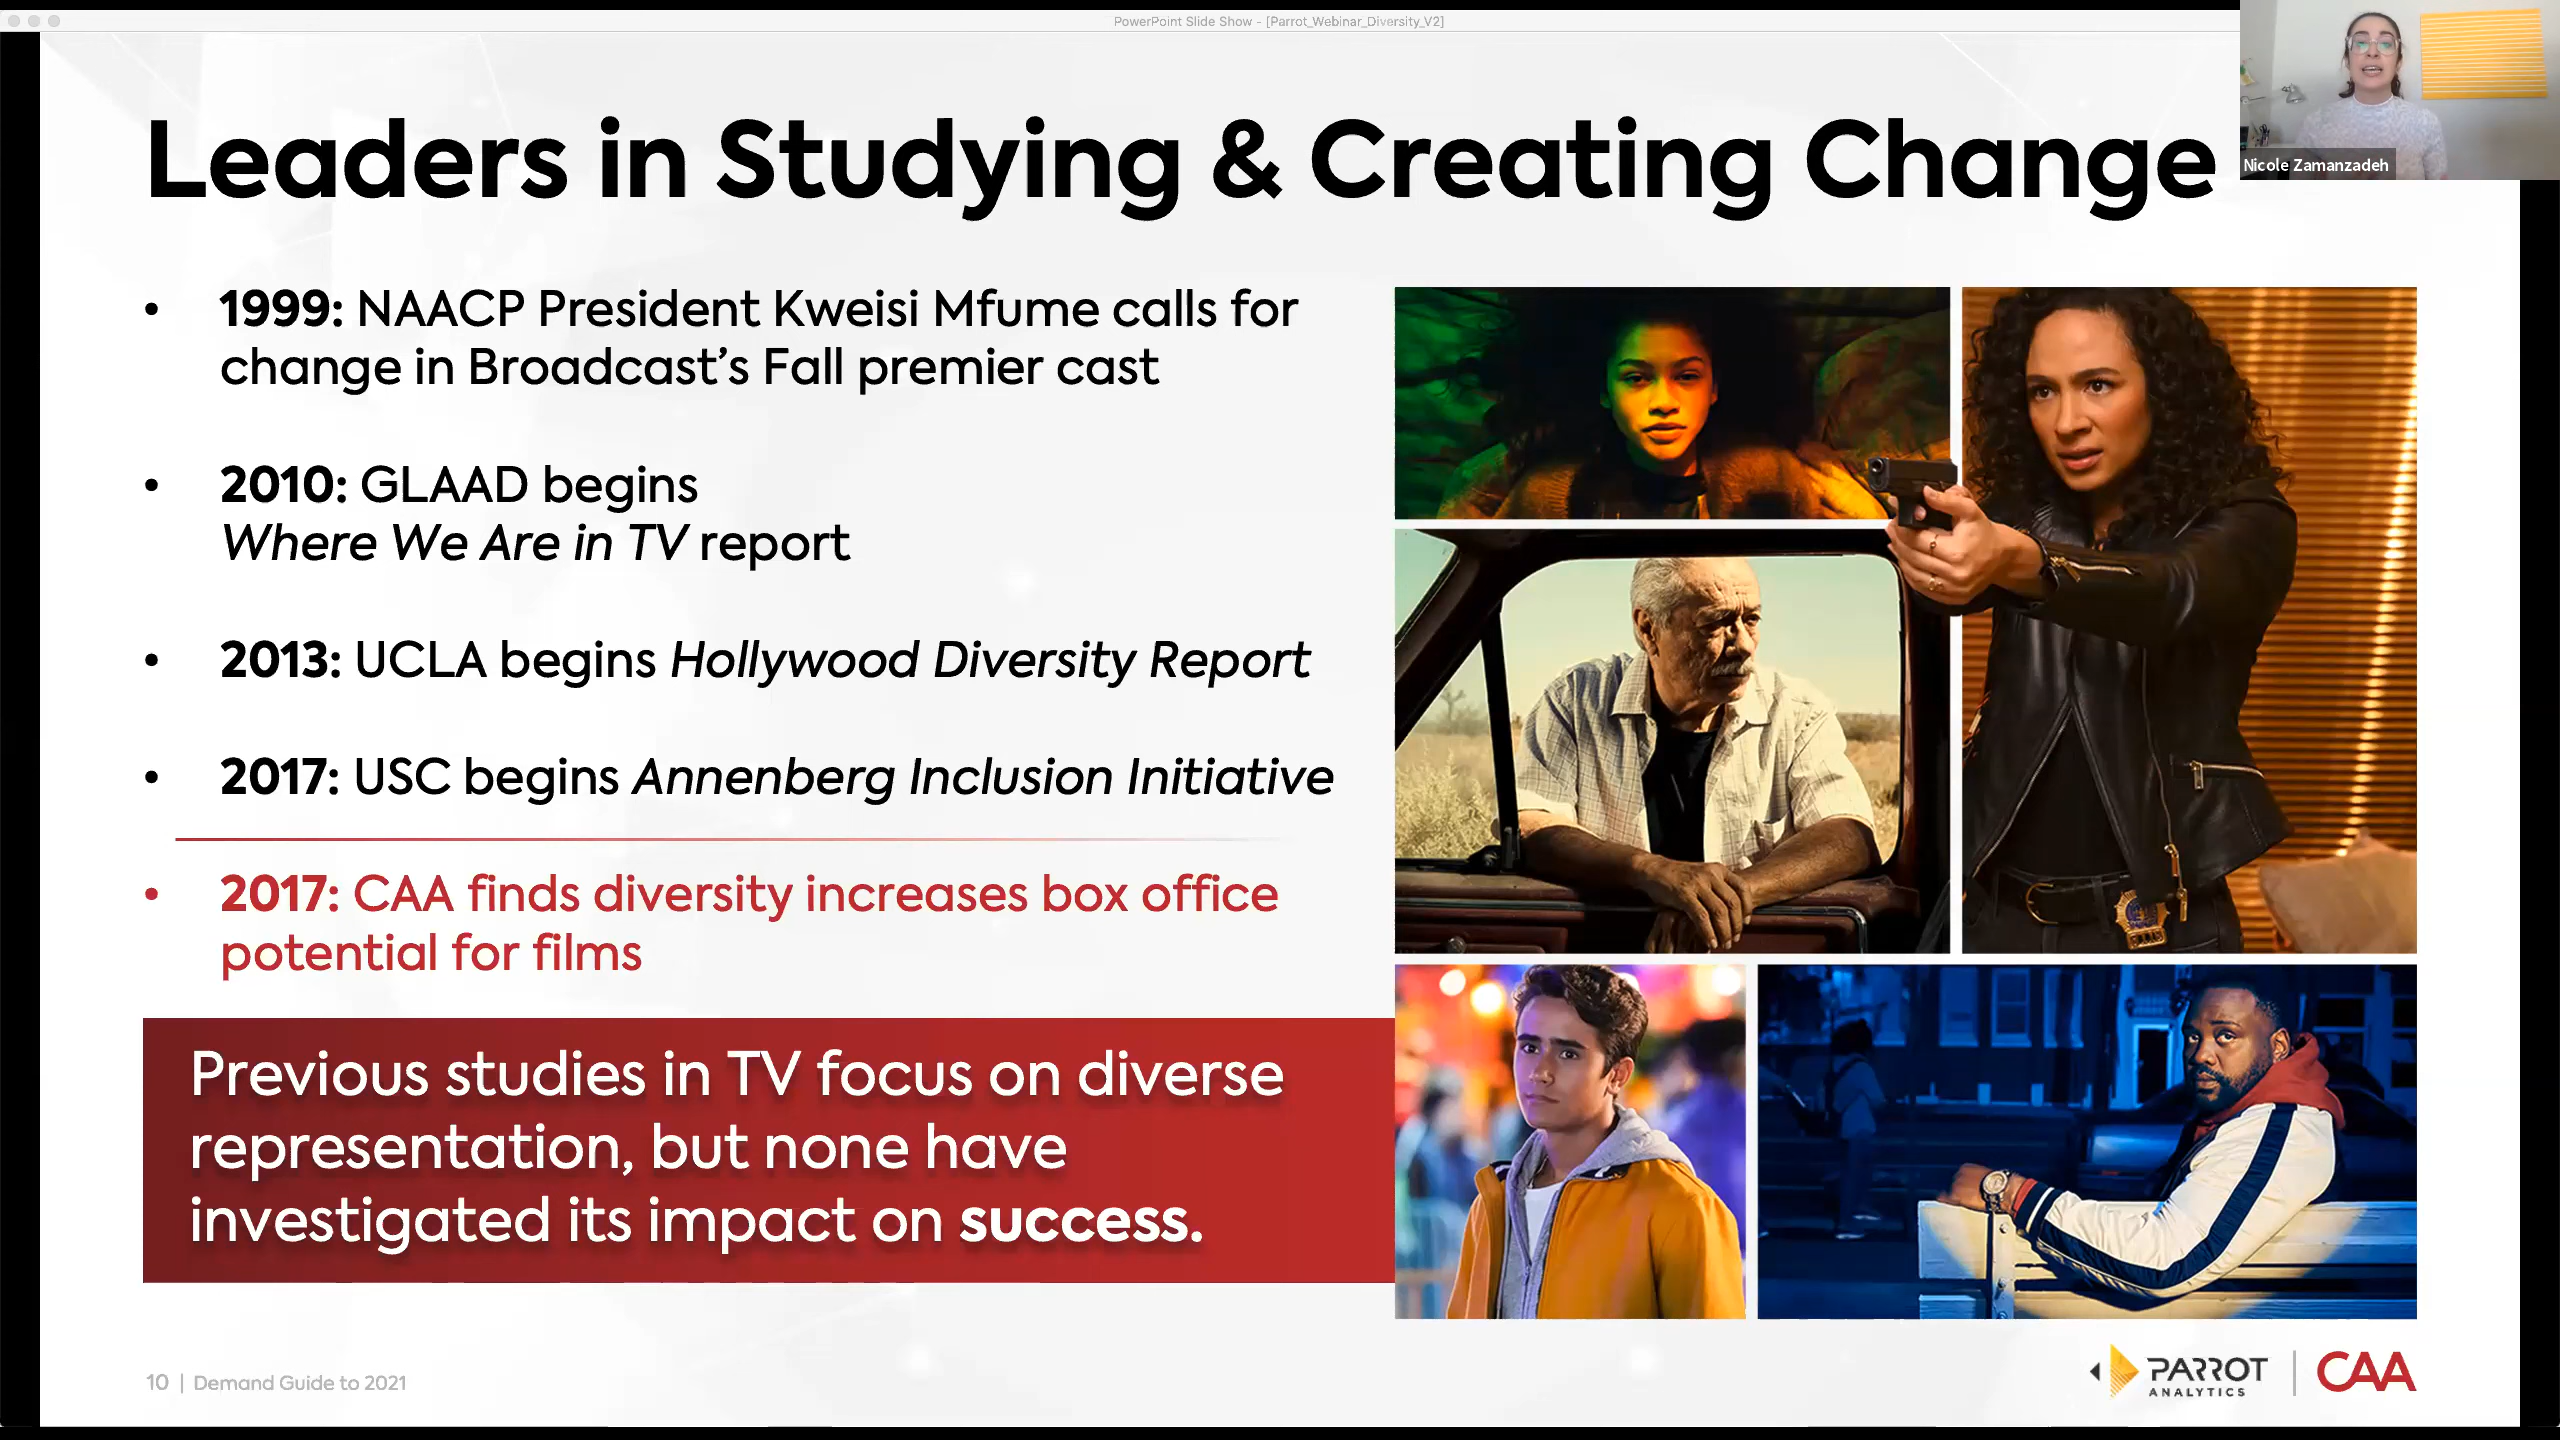 PowerPoint Slide Show - [Parrot_Webinar_Diversity_V2]
Nicole Zamanzadeh
Leaders in Studying & Creating Change
• 1999: NAACP President Kweisi Mfume calls for
change in Broadcast’s Fall premier cast
• 2010: GLAAD begins
Where We Are in TV report
• 2013: UCLA begins Hollywood Diversity Report
• 2017: USC begins Annenberg Inclusion Initiative
• 2017: CAA finds diversity increases box office
potential for films
Previous studies in TV focus on diverse
representation, but none have
investigated its impact on success.
10 | Demand Guide to 2021
PARROT
ANALYTICS
CAA